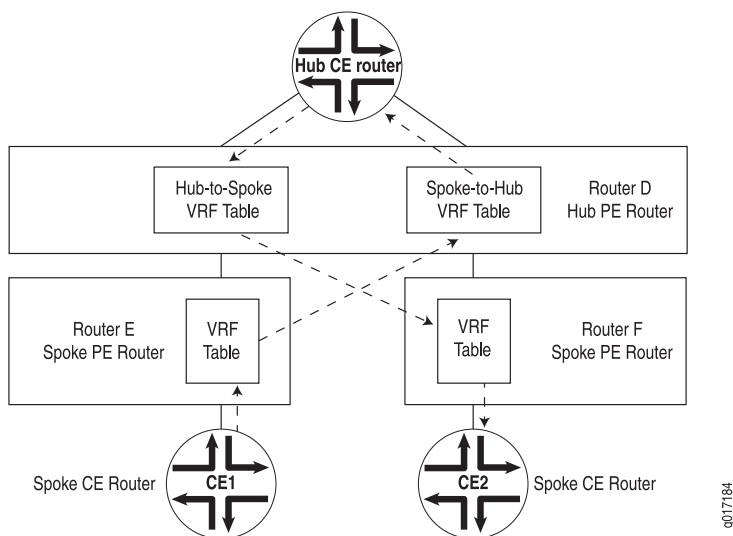 Hub CE router
Hub-to-Spoke
VRF Table
Spoke-to-Hub
VRF Table
Router D
Hub PE Router
Router E
Spoke PE Router
VRF
Table
VRF
Table
Router F
Spoke PE Router
Spoke CE Router
CE1
CE2
Spoke CE Router
g017184